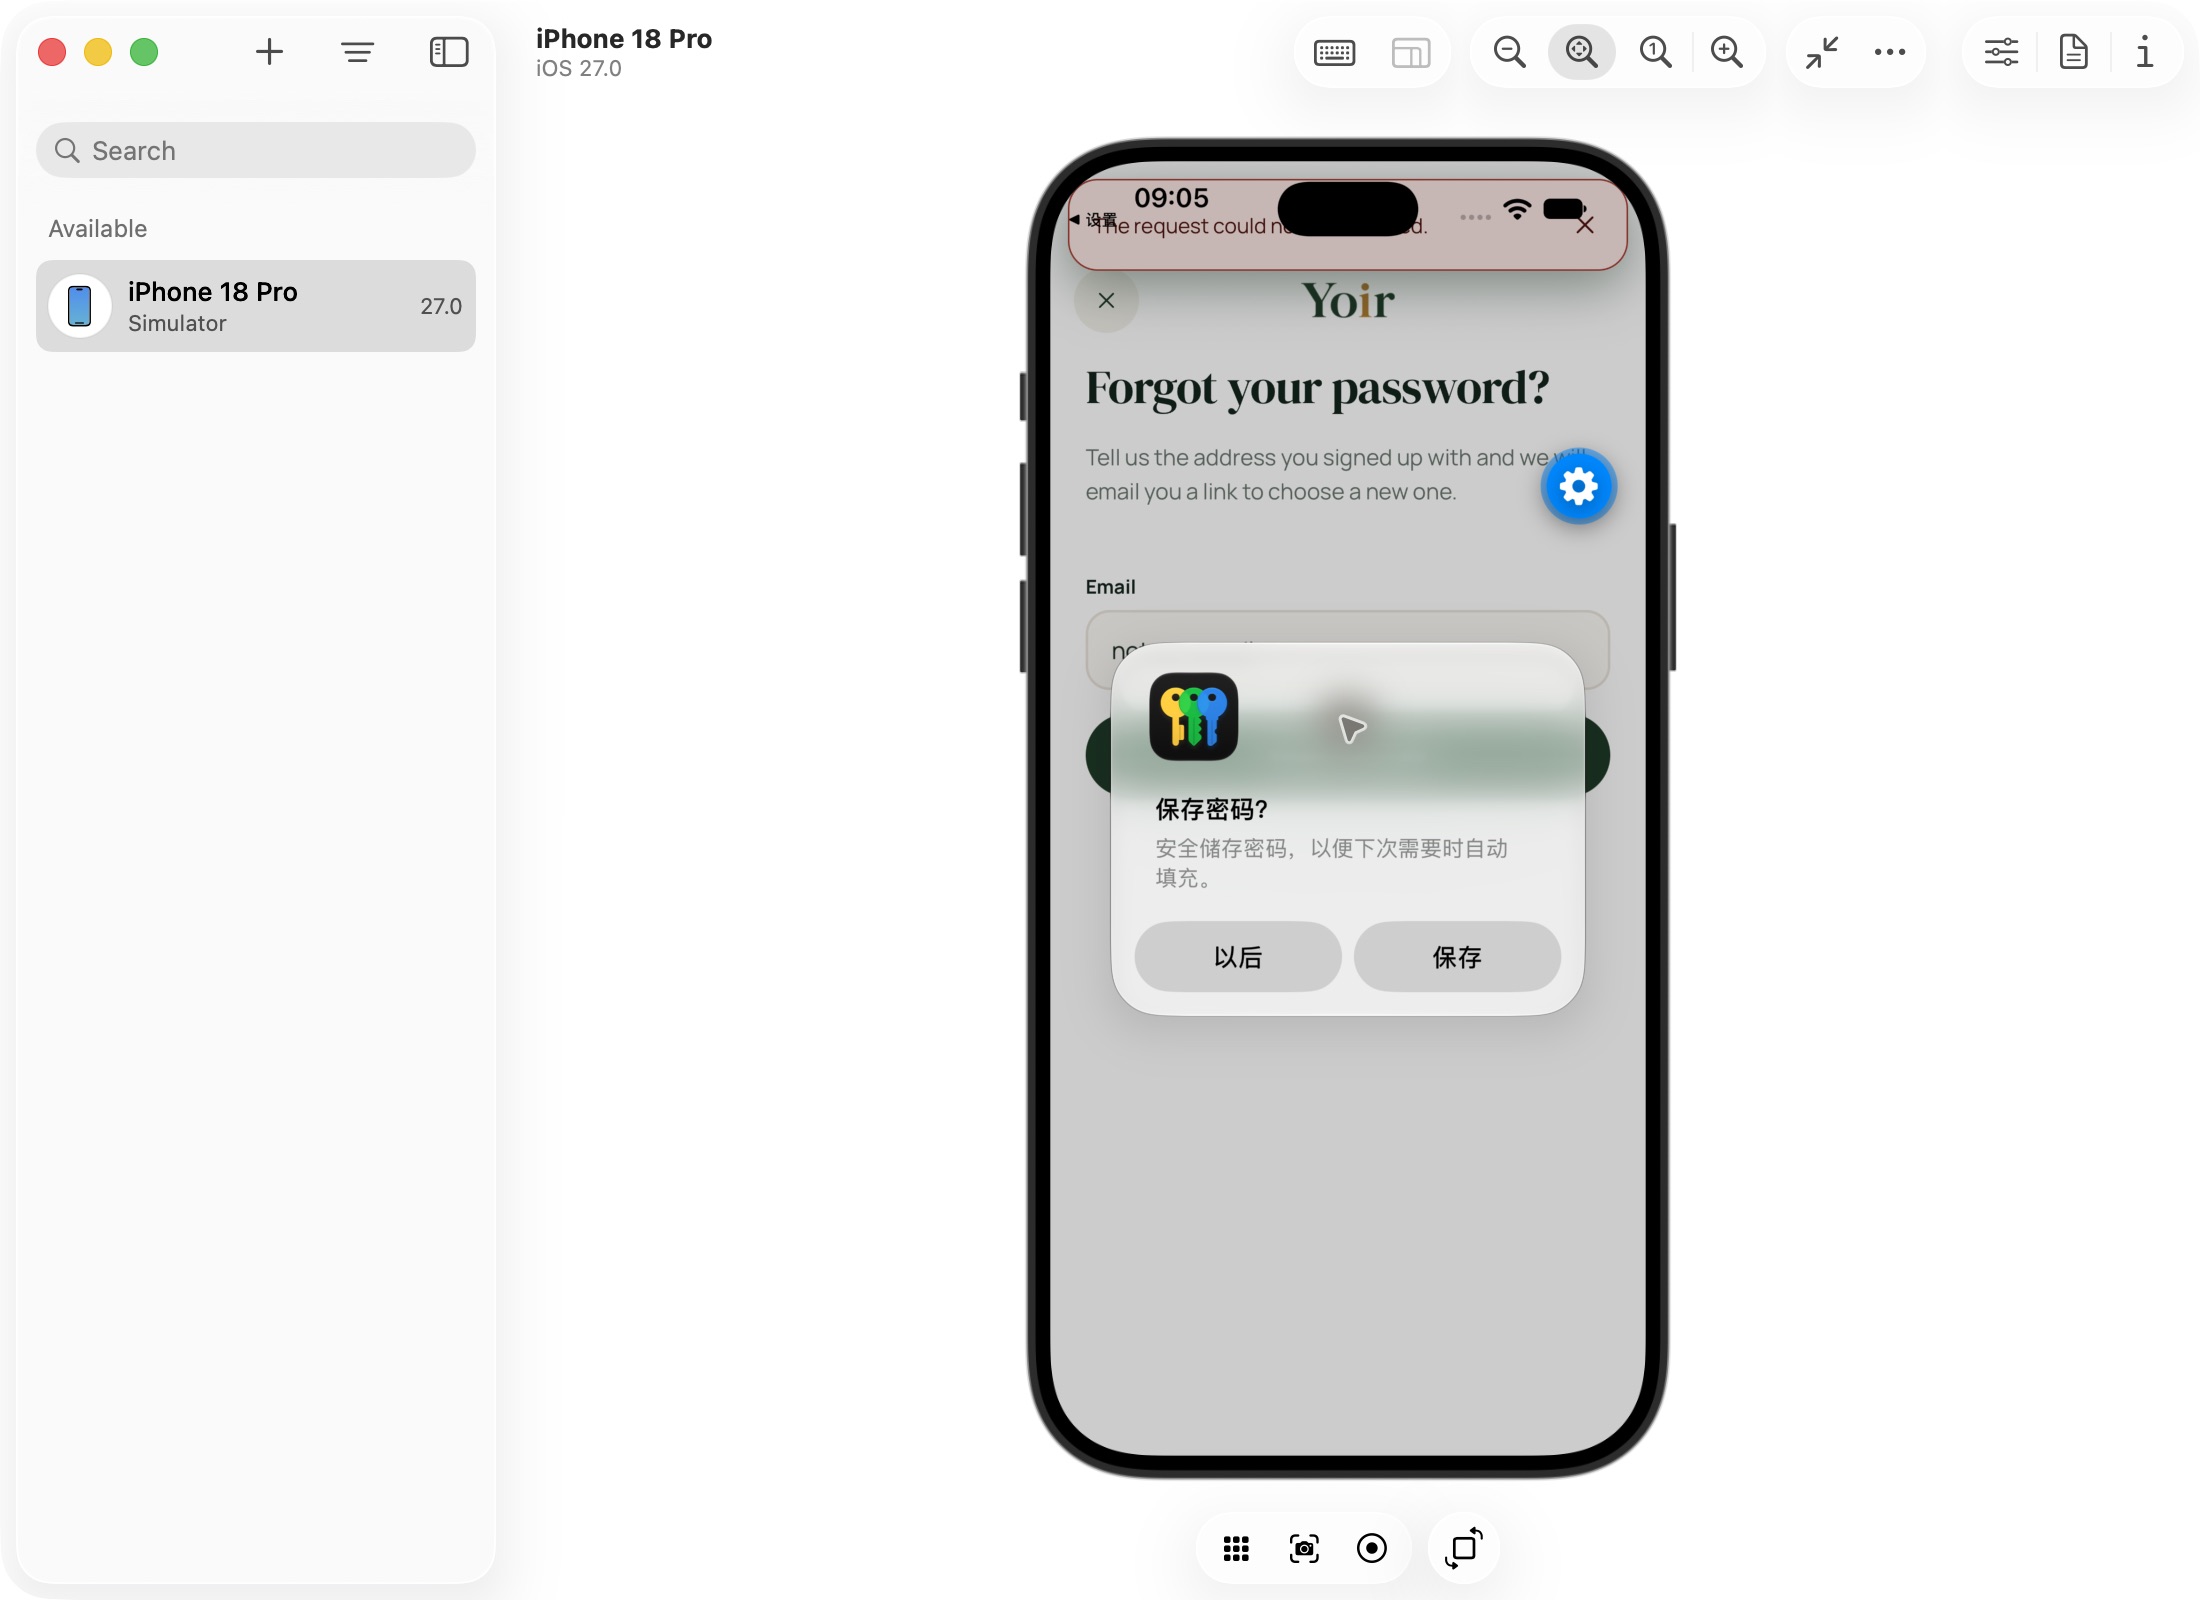 iPhone 18 Pro
iOS 27.0
Search
Available
iPhone 18 Pro
Simulator
27.0
09:05
设置
The request could
d.
Yoir
Forgot your password?
Tell us the address you signed up with and we will
email you a link to choose a new one.
Email
保存密码?
安全储存密码，以便下次需要时自动
填充。
以后
保存